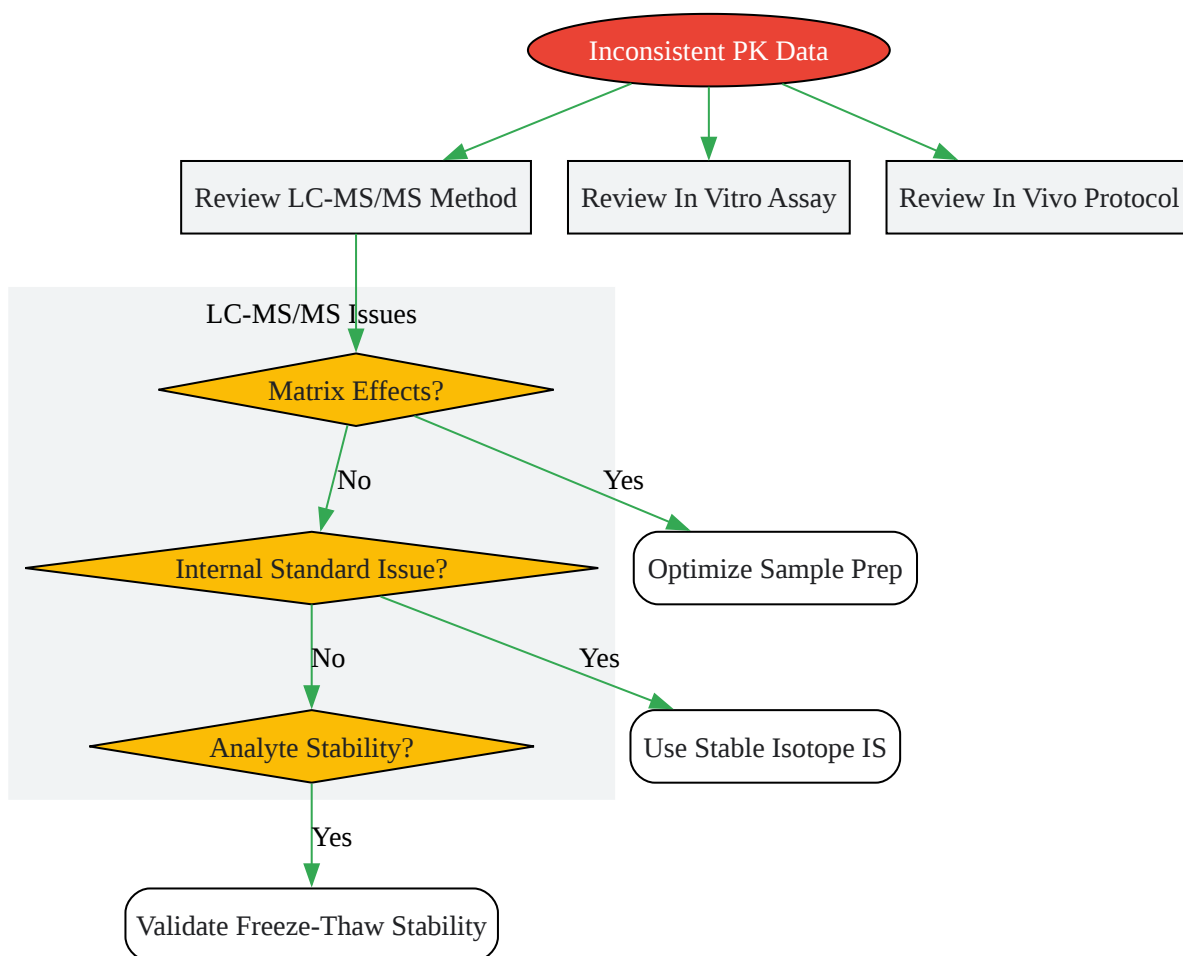 Inconsistent PK Data
Review LC-MS/MS Method
Review In Vitro Assay
Review In Vivo Protocol
LC-MS/MS Issues
Matrix Effects?
No
Yes
Internal Standard Issue?
Optimize Sample Prep
No
Yes
Analyte Stability?
Use Stable Isotope IS
Yes
Validate Freeze-Thaw Stability